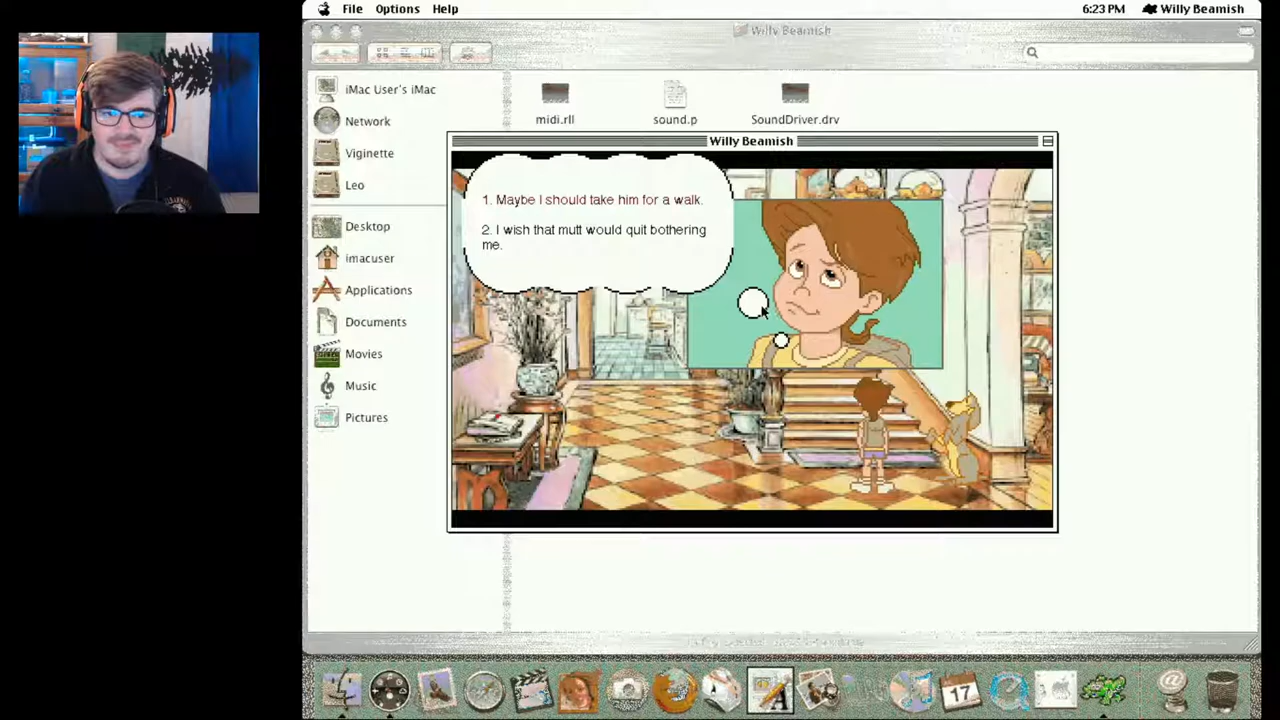 File Options Help
6:23 PM Willy Beamish
Willy Beamish
iMac User's iMac
Network
Viginette
Leo
Desktop
imacuser
Applications
Documents
Movies
Music
Pictures
midi.rll
sound.p
SoundDriver.drv
Willy Beamish
1. Maybe I should take him for a walk.
2. I wish that mutt would quit bothering
me.
17